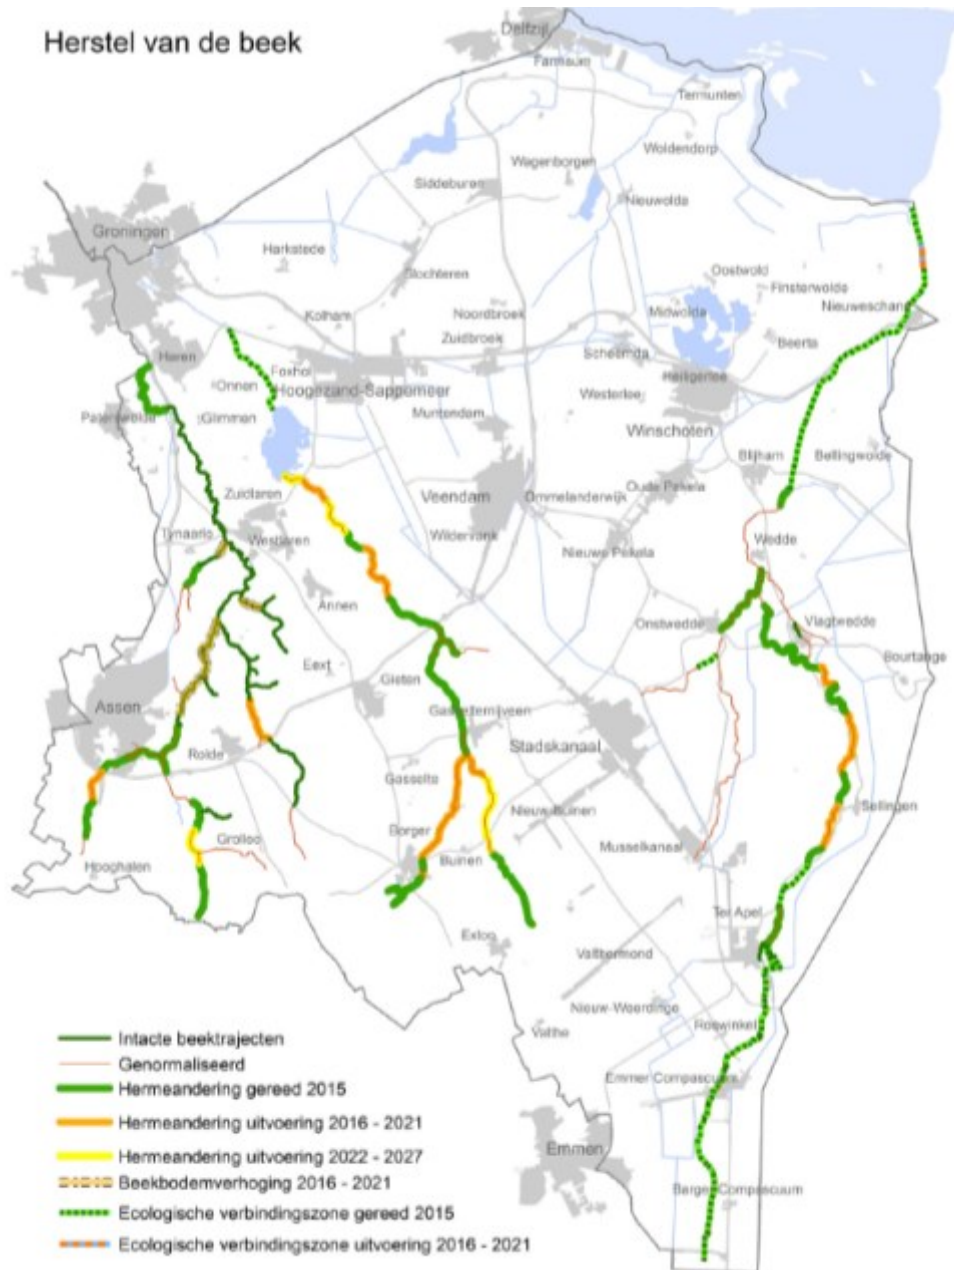 Herstel van de beek
Delfzijl
Farmsum
Termunten
Woldendorp
Wagenborgen
Siddeburen
Nieuwolda
Groningen
Harkstede
Slochteren
Oostwold
Finsterwolde
Nieuweschans
Kolham
Noordbroek
Midwolda
Zuidbroek
Scheemda
Beerta
Haren
Foxhol
Onnen
Hoogezand-Sappemeer
Heiligerlee
Westerlee
Paterswolde
Glimmen
Muntendam
Winschoten
Blijham
Bellingwolde
Zuidlaren
Veendam
Ommelanderwijk
Oude Pekela
Tynaarlo
Westlaren
Wildervank
Nieuwe Pekela
Wedde
Annen
Onstwedde
Vlagtwedde
Eext
Gieten
Bourtange
Assen
Gasselternijveen
Stadskanaal
Rolde
Gasselte
Nieuw-Buinen
Sellingen
Borger
Grolloo
Buinen
Musselkanaal
Hooghalen
Exloo
Ter Apel
Valthermond
Nieuw-Weerdinge
Valthe
Roswinkel
Emmer Compascuum
Emmen
Barger-Compascuum
Intacte beektrajecten
Genormaliseerd
Hermeandering gereed 2015
Hermeandering uitvoering 2016 - 2021
Hermeandering uitvoering 2022 - 2027
Beekbodemverhoging 2016 - 2021
Ecologische verbindingszone gereed 2015
Ecologische verbindingszone uitvoering 2016 - 2021